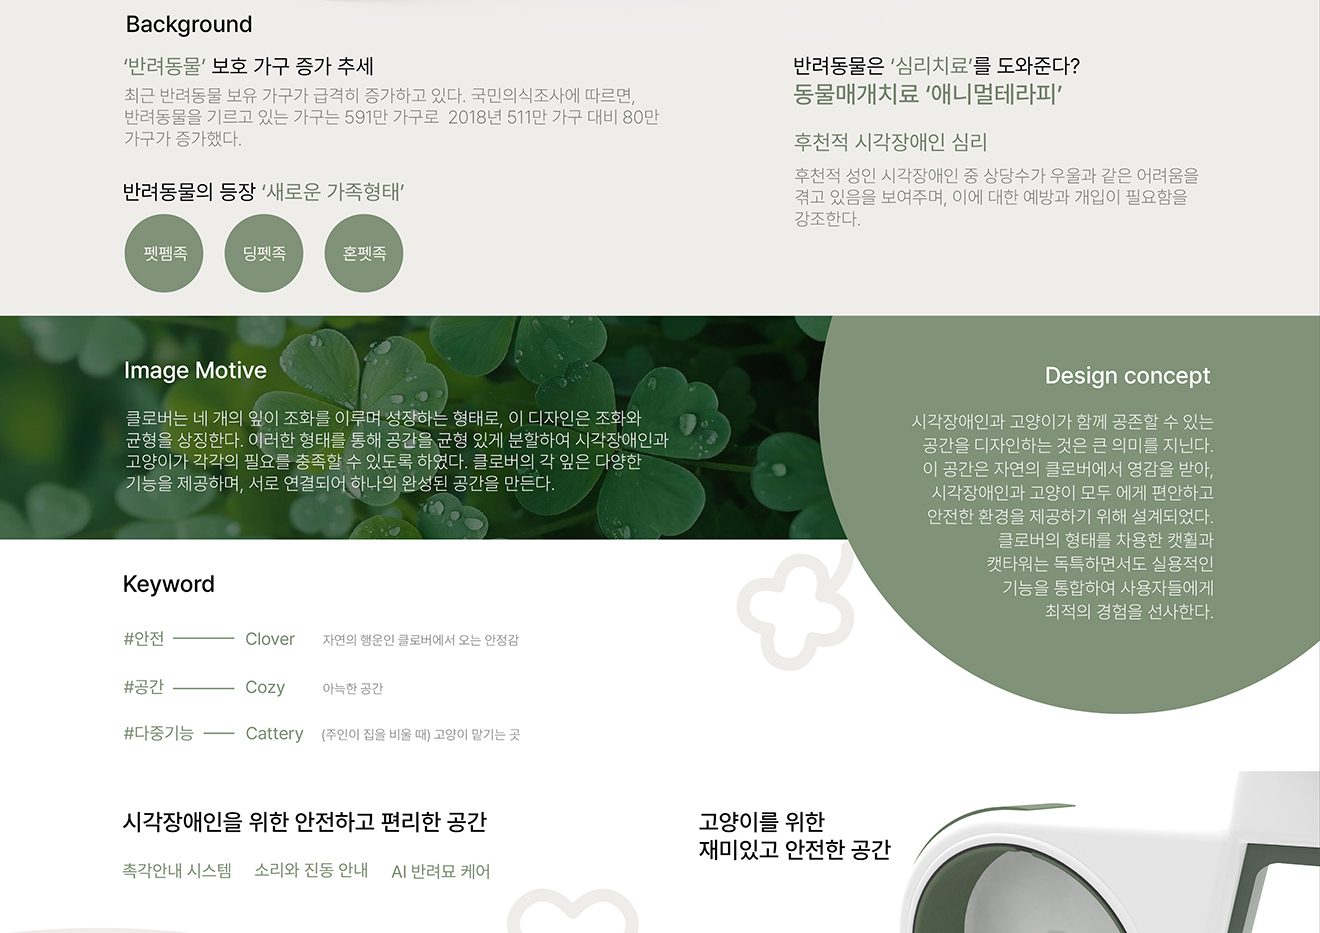 Background
‘반려동물’ 보호 가구 증가 추세
최근 반려동물 보유 가구가 급격히 증가하고 있다. 국민의식조사에 따르면,
반려동물을 기르고 있는 가구는 591만 가구로 2018년 511만 가구 대비 80만
가구가 증가했다.
반려동물의 등장 ‘새로운 가족형태’
펫펨족
딩펫족
혼펫족
반려동물은 ‘심리치료’를 도와준다?
동물매개치료 ‘애니멀테라피’
후천적 시각장애인 심리
후천적 성인 시각장애인 중 상당수가 우울과 같은 어려움을
겪고 있음을 보여주며, 이에 대한 예방과 개입이 필요함을
강조한다.
Image Motive
클로버는 네 개의 잎이 조화를 이루며 성장하는 형태로, 이 디자인은 조화와
균형을 상징한다. 이러한 형태를 통해 공간을 균형 있게 분할하여 시각장애인과
고양이가 각각의 필요를 충족할 수 있도록 하였다. 클로버의 각 잎은 다양한
기능을 제공하며, 서로 연결되어 하나의 완성된 공간을 만든다.
Design concept
시각장애인과 고양이가 함께 공존할 수 있는
공간을 디자인하는 것은 큰 의미를 지닌다.
이 공간은 자연의 클로버에서 영감을 받아,
시각장애인과 고양이 모두 에게 편안하고
안전한 환경을 제공하기 위해 설계되었다.
클로버의 형태를 차용한 캣휠과
캣타워는 독특하면서도 실용적인
기능을 통합하여 사용자들에게
최적의 경험을 선사한다.
Keyword
#안전 Clover 자연의 행운인 클로버에서 오는 안정감
#공간 Cozy 아늑한 공간
#다중기능 Cattery (주인이 집을 비울 때) 고양이 맡기는 곳
시각장애인을 위한 안전하고 편리한 공간
촉각안내 시스템 소리와 진동 안내 AI 반려묘 케어
고양이를 위한
재미있고 안전한 공간